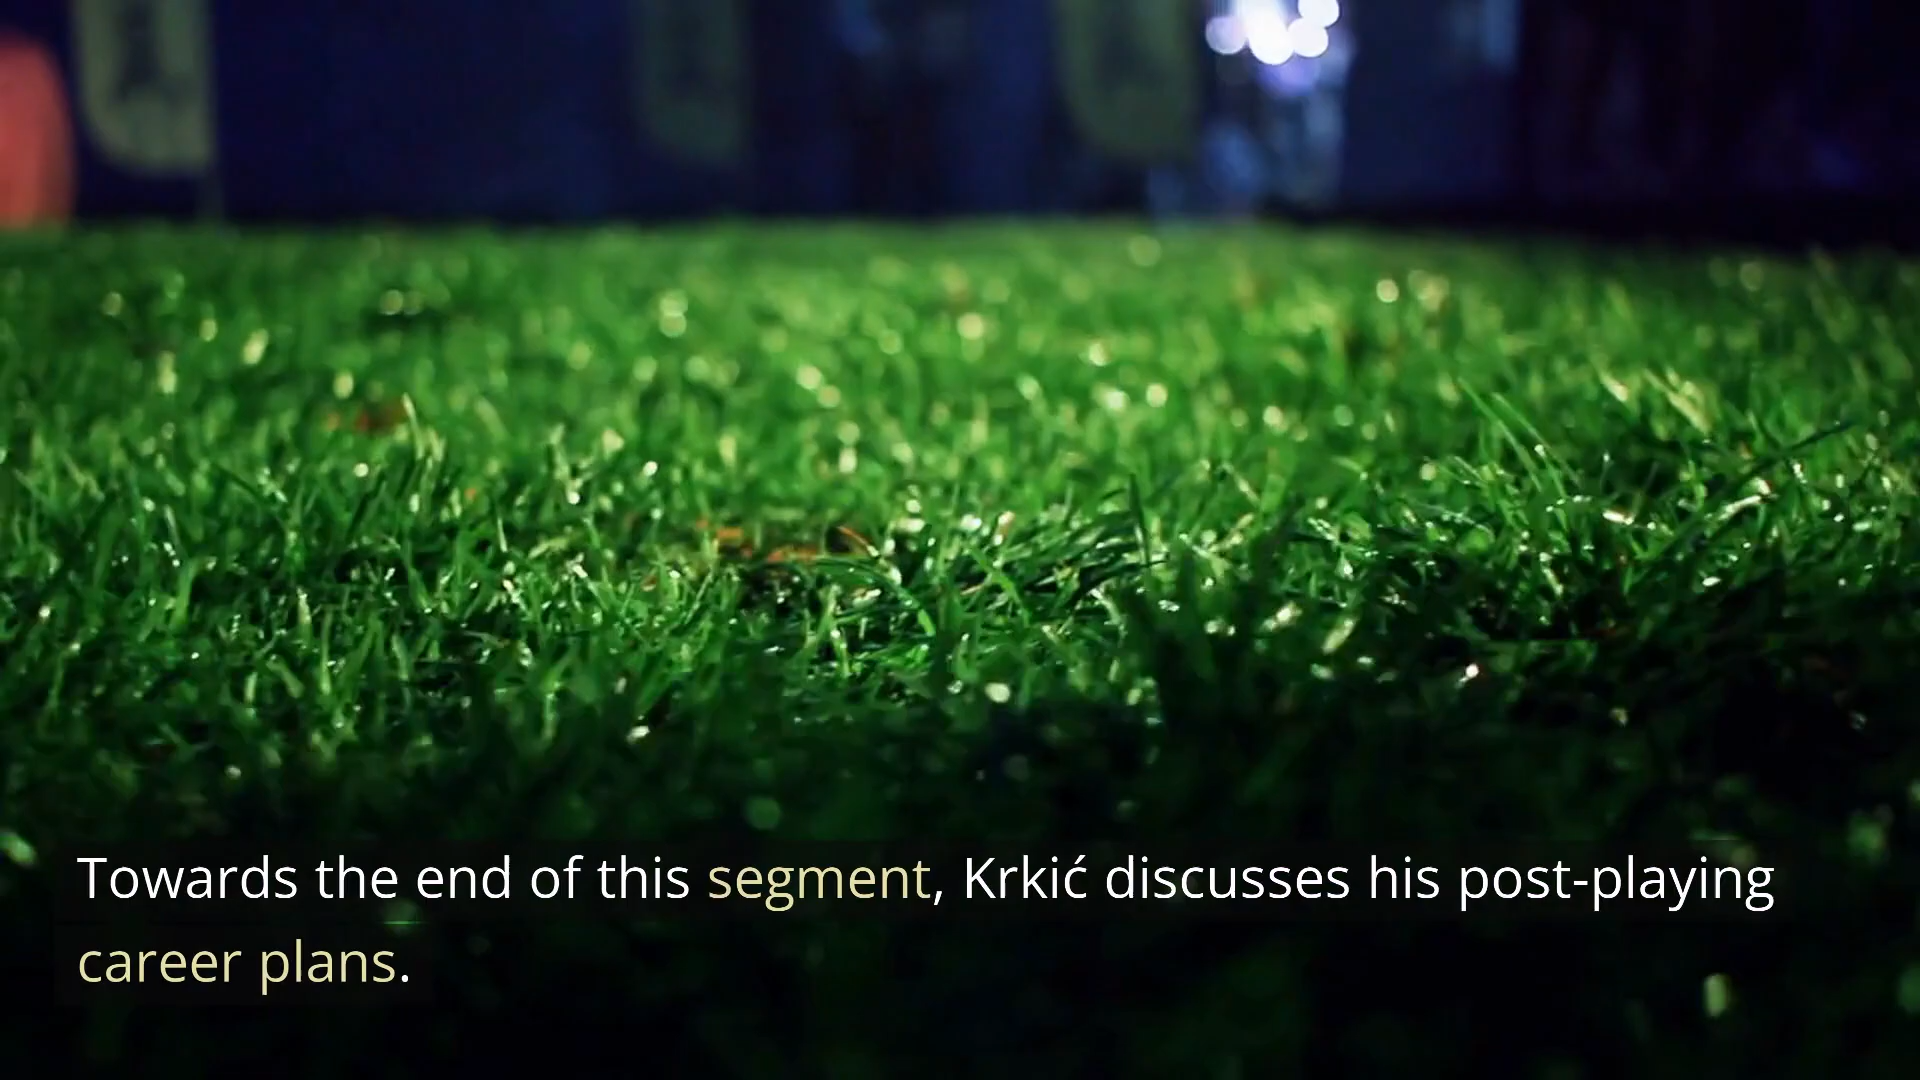 Towards the end of this segment, Krkić discusses his post-playing
career plans.